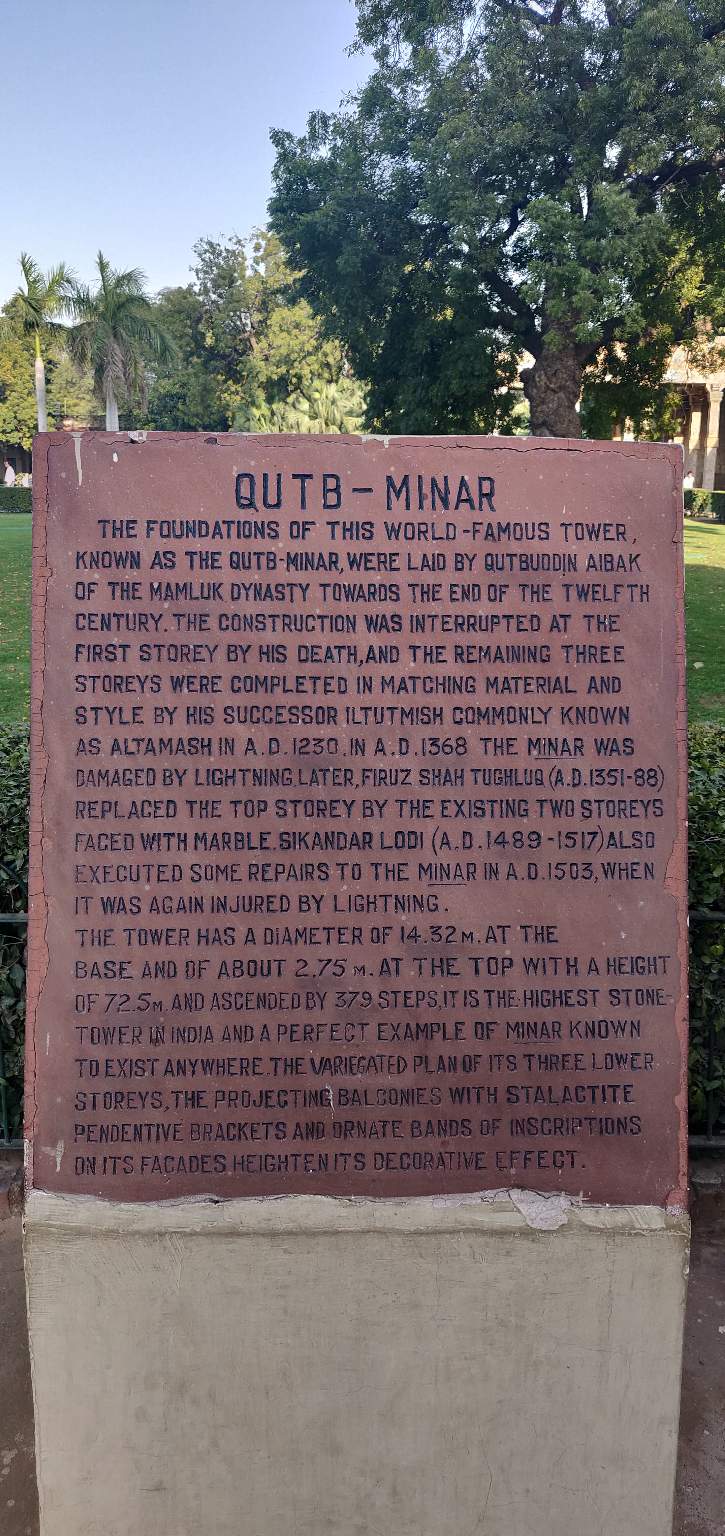 QUTB-MINAR
THE FOUNDATIONS OF THIS WORLD-FAMOUS TOWER,
KNOWN AS THE QUTB-MINAR, WERE LAID BY QUTBUDDIN AIBAK
OF THE MAMLUK DYNASTY TOWARDS THE END OF THE TWELFTH
CENTURY. THE CONSTRUCTION WAS INTERRUPTED AT THE
FIRST STOREY BY HIS DEATH, AND THE REMAINING THREE
STOREYS WERE COMPLETED IN MATCHING MATERIAL AND
STYLE BY HIS SUCCESSOR ILTUTMISH COMMONLY KNOWN
AS ALTAMASH IN A.D.1230. IN A.D.1368 THE MINAR WAS
DAMAGED BY LIGHTNING. LATER, FIRUZ SHAH TUGHLUQ (A.D.1351-88)
REPLACED THE TOP STOREY BY THE EXISTING TWO STOREYS
FACED WITH MARBLE. SIKANDAR LODI (A.D.1489-1517) ALSO
EXECUTED SOME REPAIRS TO THE MINAR IN A.D.1503, WHEN
IT WAS AGAIN INJURED BY LIGHTNING.
THE TOWER HAS A DIAMETER OF 14.32 M. AT THE
BASE AND OF ABOUT 2.75 M. AT THE TOP WITH A HEIGHT
OF 72.5 M. AND ASCENDED BY 379 STEPS, IT IS THE HIGHEST STONE-
TOWER IN INDIA AND A PERFECT EXAMPLE OF MINAR KNOWN
TO EXIST ANYWHERE. THE VARIEGATED PLAN OF ITS THREE LOWER
STOREYS, THE PROJECTING BALCONIES WITH STALACTITE
PENDENTIVE BRACKETS AND ORNATE BANDS OF INSCRIPTIONS
ON ITS FACADES HEIGHTEN ITS DECORATIVE EFFECT.